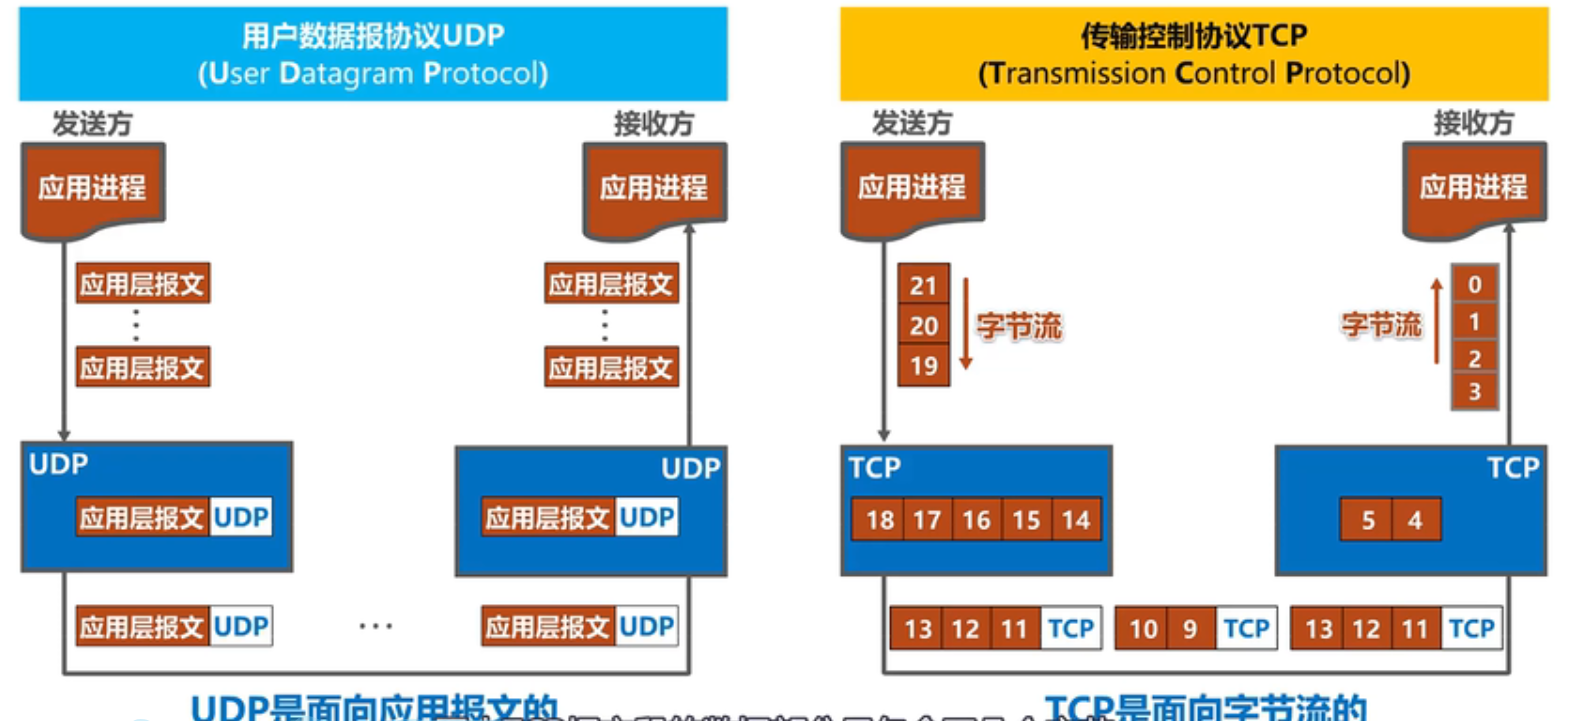 用户数据报协议UDP
(User Datagram Protocol)
发送方
接收方
应用进程
应用进程
应用层报文
应用层报文
应用层报文
应用层报文
UDP
UDP
应用层报文 UDP
应用层报文 UDP
应用层报文 UDP
...
应用层报文 UDP
UDP是面向应用报文的
传输控制协议TCP
(Transmission Control Protocol)
发送方
接收方
应用进程
应用进程
21
20
19
字节流
字节流
0
1
2
3
TCP
TCP
18 17 16 15 14
5 4
13 12 11 TCP
10 9 TCP
13 12 11 TCP
TCP是面向字节流的